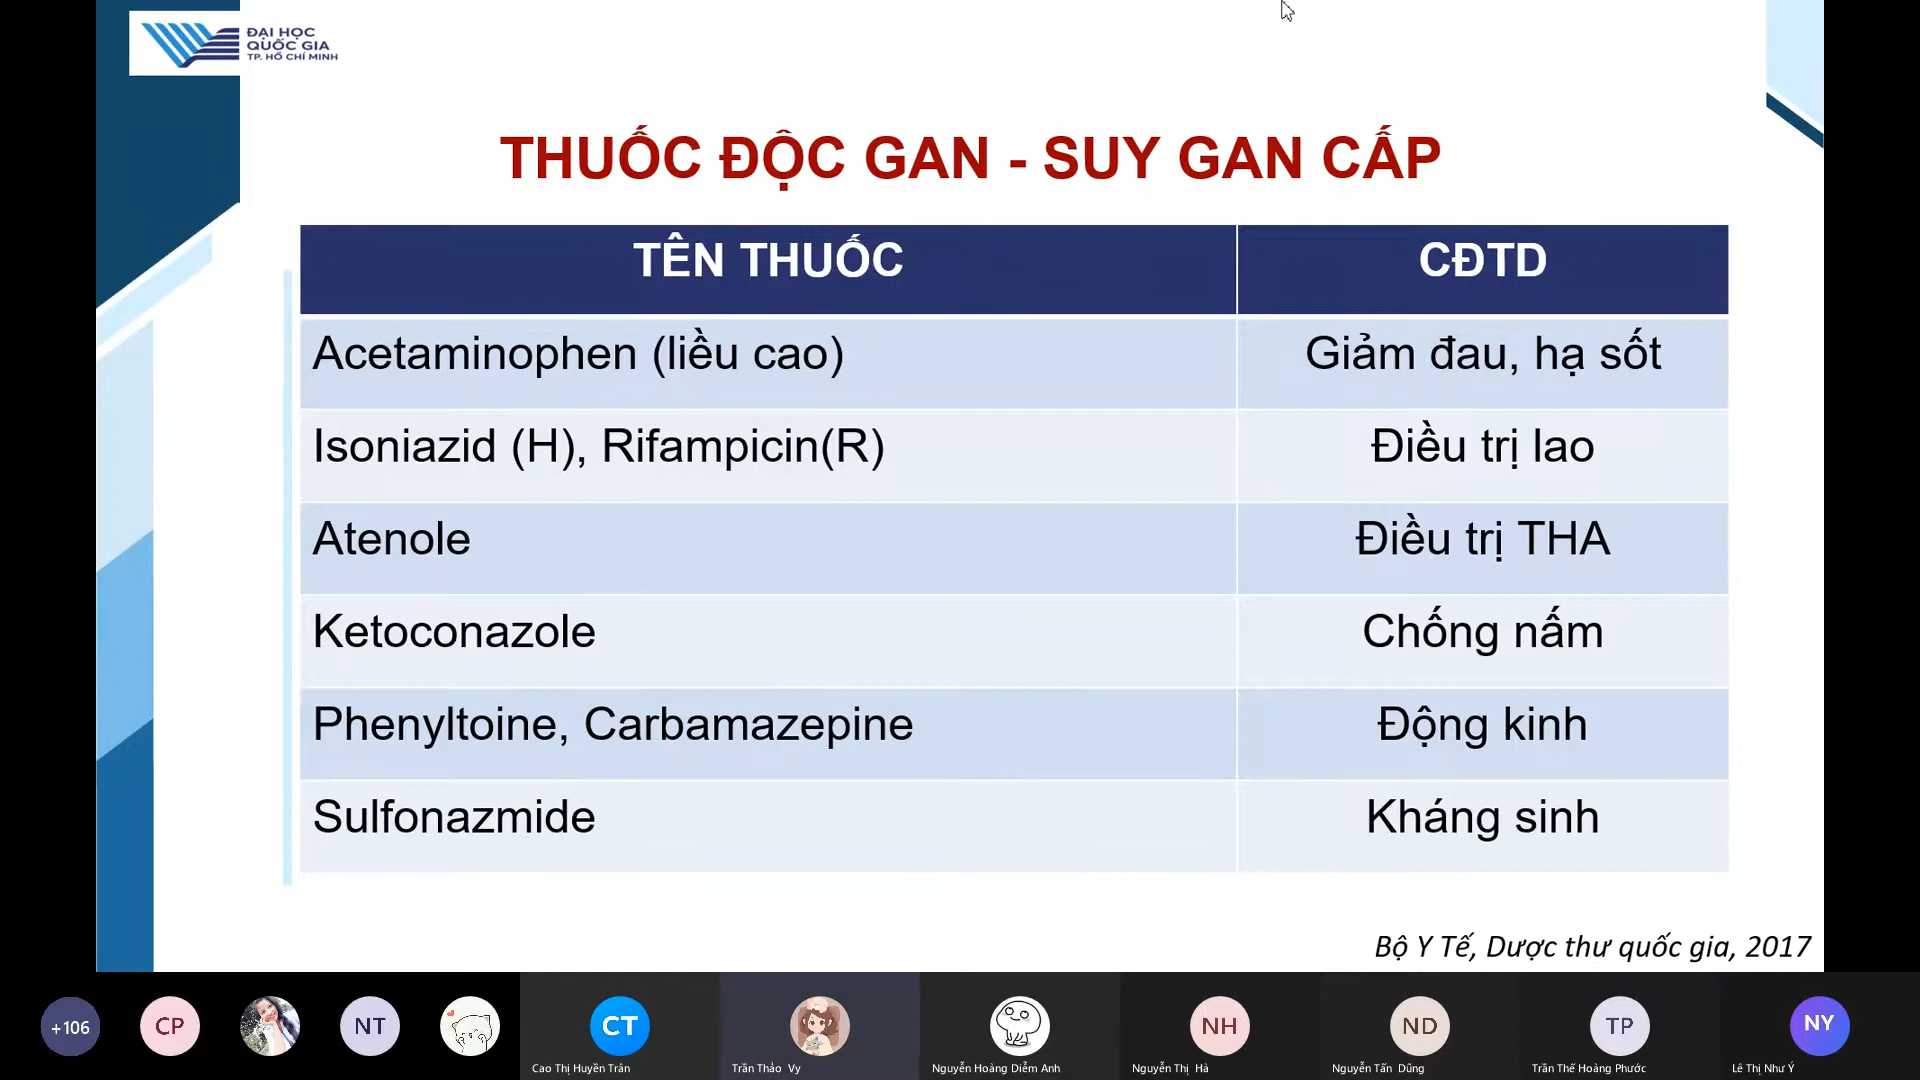 ĐẠI HỌC
QUỐC GIA
TP. HỒ CHÍ MINH
THUỐC ĐỘC GAN - SUY GAN CẤP
TÊN THUỐC CĐTD
Acetaminophen (liều cao) Giảm đau, hạ sốt
Isoniazid (H), Rifampicin(R) Điều trị lao
Atenole Điều trị THA
Ketoconazole Chống nấm
Phenyltoine, Carbamazepine Động kinh
Sulfonazmide Kháng sinh
Bộ Y Tế, Dược thư quốc gia, 2017
+106 CP NT CT NH ND TP NY
Cao Thị Huyền Trân Trần Thảo Vy Nguyễn Hoàng Diễm Anh Nguyễn Thị Hà Nguyễn Tấn Dũng Trần Thế Hoàng Phước Lê Thị Như Ý